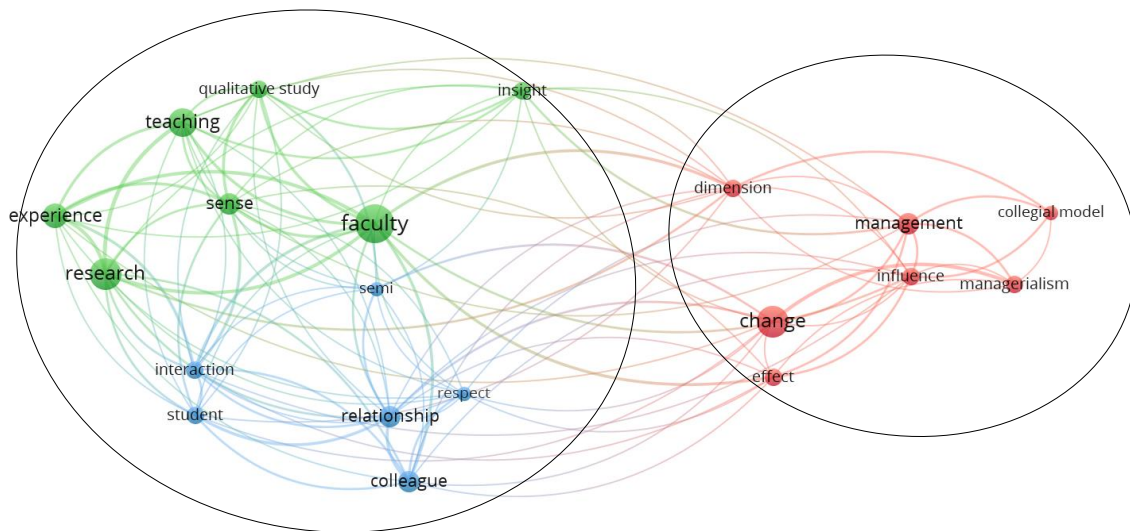 qualitative study
insight
teaching
dimension
sense
experience
faculty
collegial model
management
research
influence
semi
managerialism
change
interaction
effect
respect
student
relationship
colleague